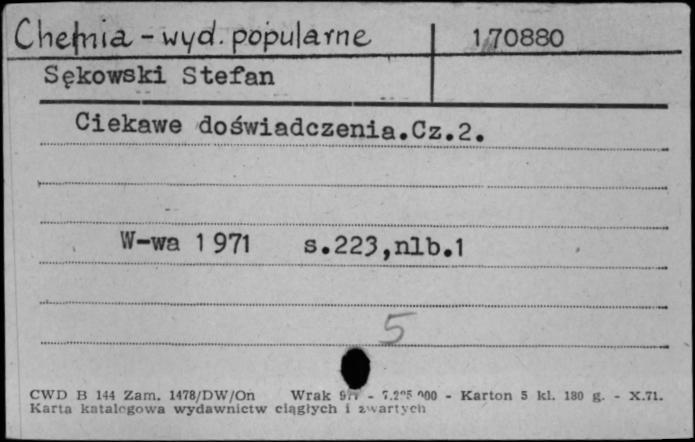 Chemia - wyd. popularne 170880
Sękowski Stefan
Ciekawe doświadczenia.Cz.2.
W-wa 1971 s.223,nlb.1
5
CWD B 144 Zam. 1478/DW/On Wrak - Karton 5 kl. 180 g. - X.71.
Karta katalogowa wydawnictw ciągłych i zwartych